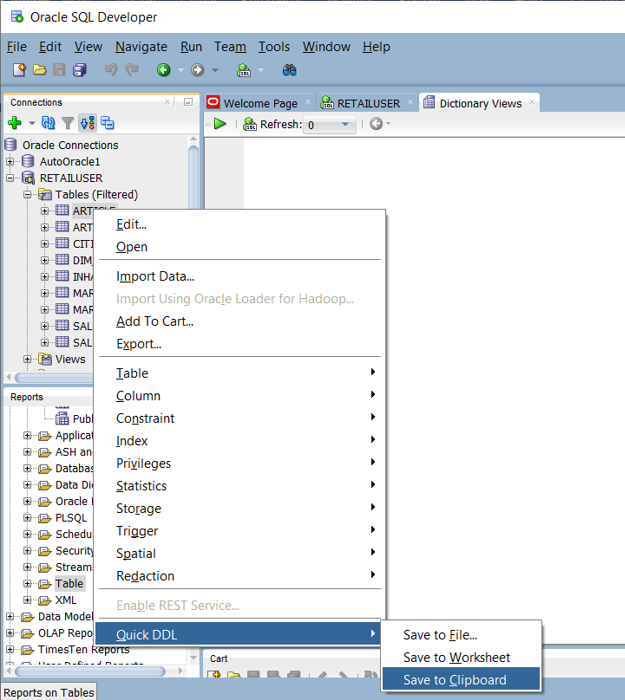 Oracle SQL Developer
File Edit View Navigate Run Team Tools Window Help
Connections
Oracle Connections
AutoOracle1
RETAILUSER
Tables (Filtered)
ARTICLE
ART
CITI
DIM_
INHA
MAR
MAR
SAL
SAL
Views
Reports
Publ
Applicat
ASH and
Databas
Data Dic
Oracle
PLSQL
Schedu
Security
Stream
Table
XML
Data Model
OLAP Repor
TimesTen Reports
User Defined Reports
Reports on Tables
Welcome Page
RETAILUSER
Dictionary Views
Refresh: 0
Edit...
Open
Import Data...
Import Using Oracle Loader for Hadoop...
Add To Cart...
Export...
Table
Column
Constraint
Index
Privileges
Statistics
Storage
Trigger
Spatial
Redaction
Enable REST Service...
Quick DDL
Save to File...
Save to Worksheet
Save to Clipboard
Cart